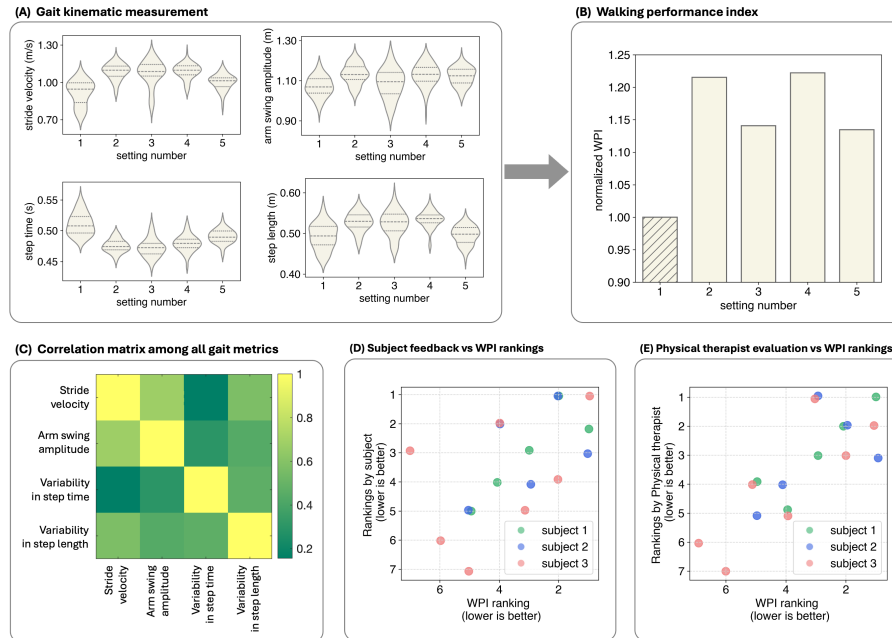 (A) Gait kinematic measurement
stride velocity (m/s)
1.30
1.00
0.70
1 2 3 4 5
setting number
arm swing amplitude (m)
1.30
1.10
0.90
1 2 3 4 5
setting number
step time (s)
0.55
0.50
0.45
1 2 3 4 5
setting number
step length (m)
0.60
0.50
0.40
1 2 3 4 5
setting number
(B) Walking performance index
normalized WPI
1.25
1.20
1.15
1.10
1.05
1.00
0.95
0.90
1 2 3 4 5
setting number
(C) Correlation matrix among all gait metrics
Stride
velocity
Arm swing
amplitude
Variability
in step time
Variability
in step length
Stride
velocity
Arm swing
amplitude
Variability
in step time
Variability
in step length
1
0.8
0.6
0.4
0.2
(D) Subject feedback vs WPI rankings
Rankings by subject
(lower is better)
1
2
3
4
5
6
7
subject 1
subject 2
subject 3
6 4 2
WPI ranking
(lower is better)
(E) Physical therapist evaluation vs WPI rankings
Rankings by Physical therapist
(lower is better)
1
2
3
4
5
6
7
subject 1
subject 2
subject 3
6 4 2
WPI ranking
(lower is better)